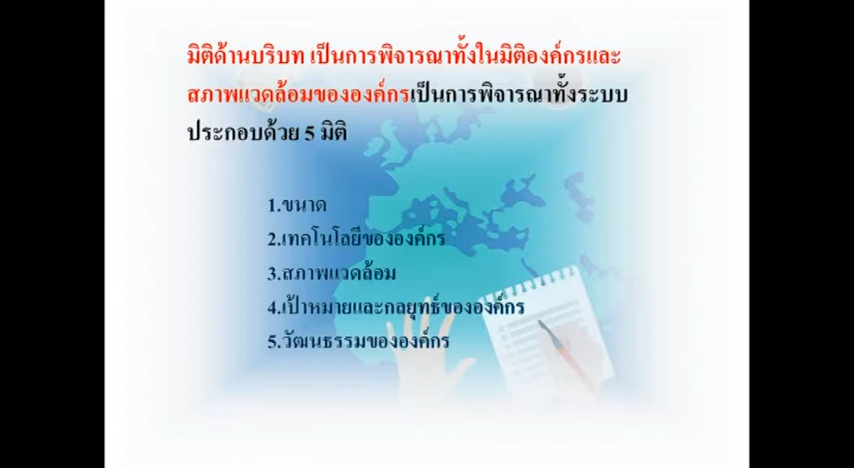 มิติด้านบริบท เป็นการพิจารณาทั้งในมิติองค์กรและ
สภาพแวดล้อมขององค์กรเป็นการพิจารณาทั้งระบบ
ประกอบด้วย 5 มิติ
1.ขนาด
2.เทคโนโลยีขององค์กร
3.สภาพแวดล้อม
4.เป้าหมายและกลยุทธ์ขององค์กร
5.วัฒนธรรมขององค์กร